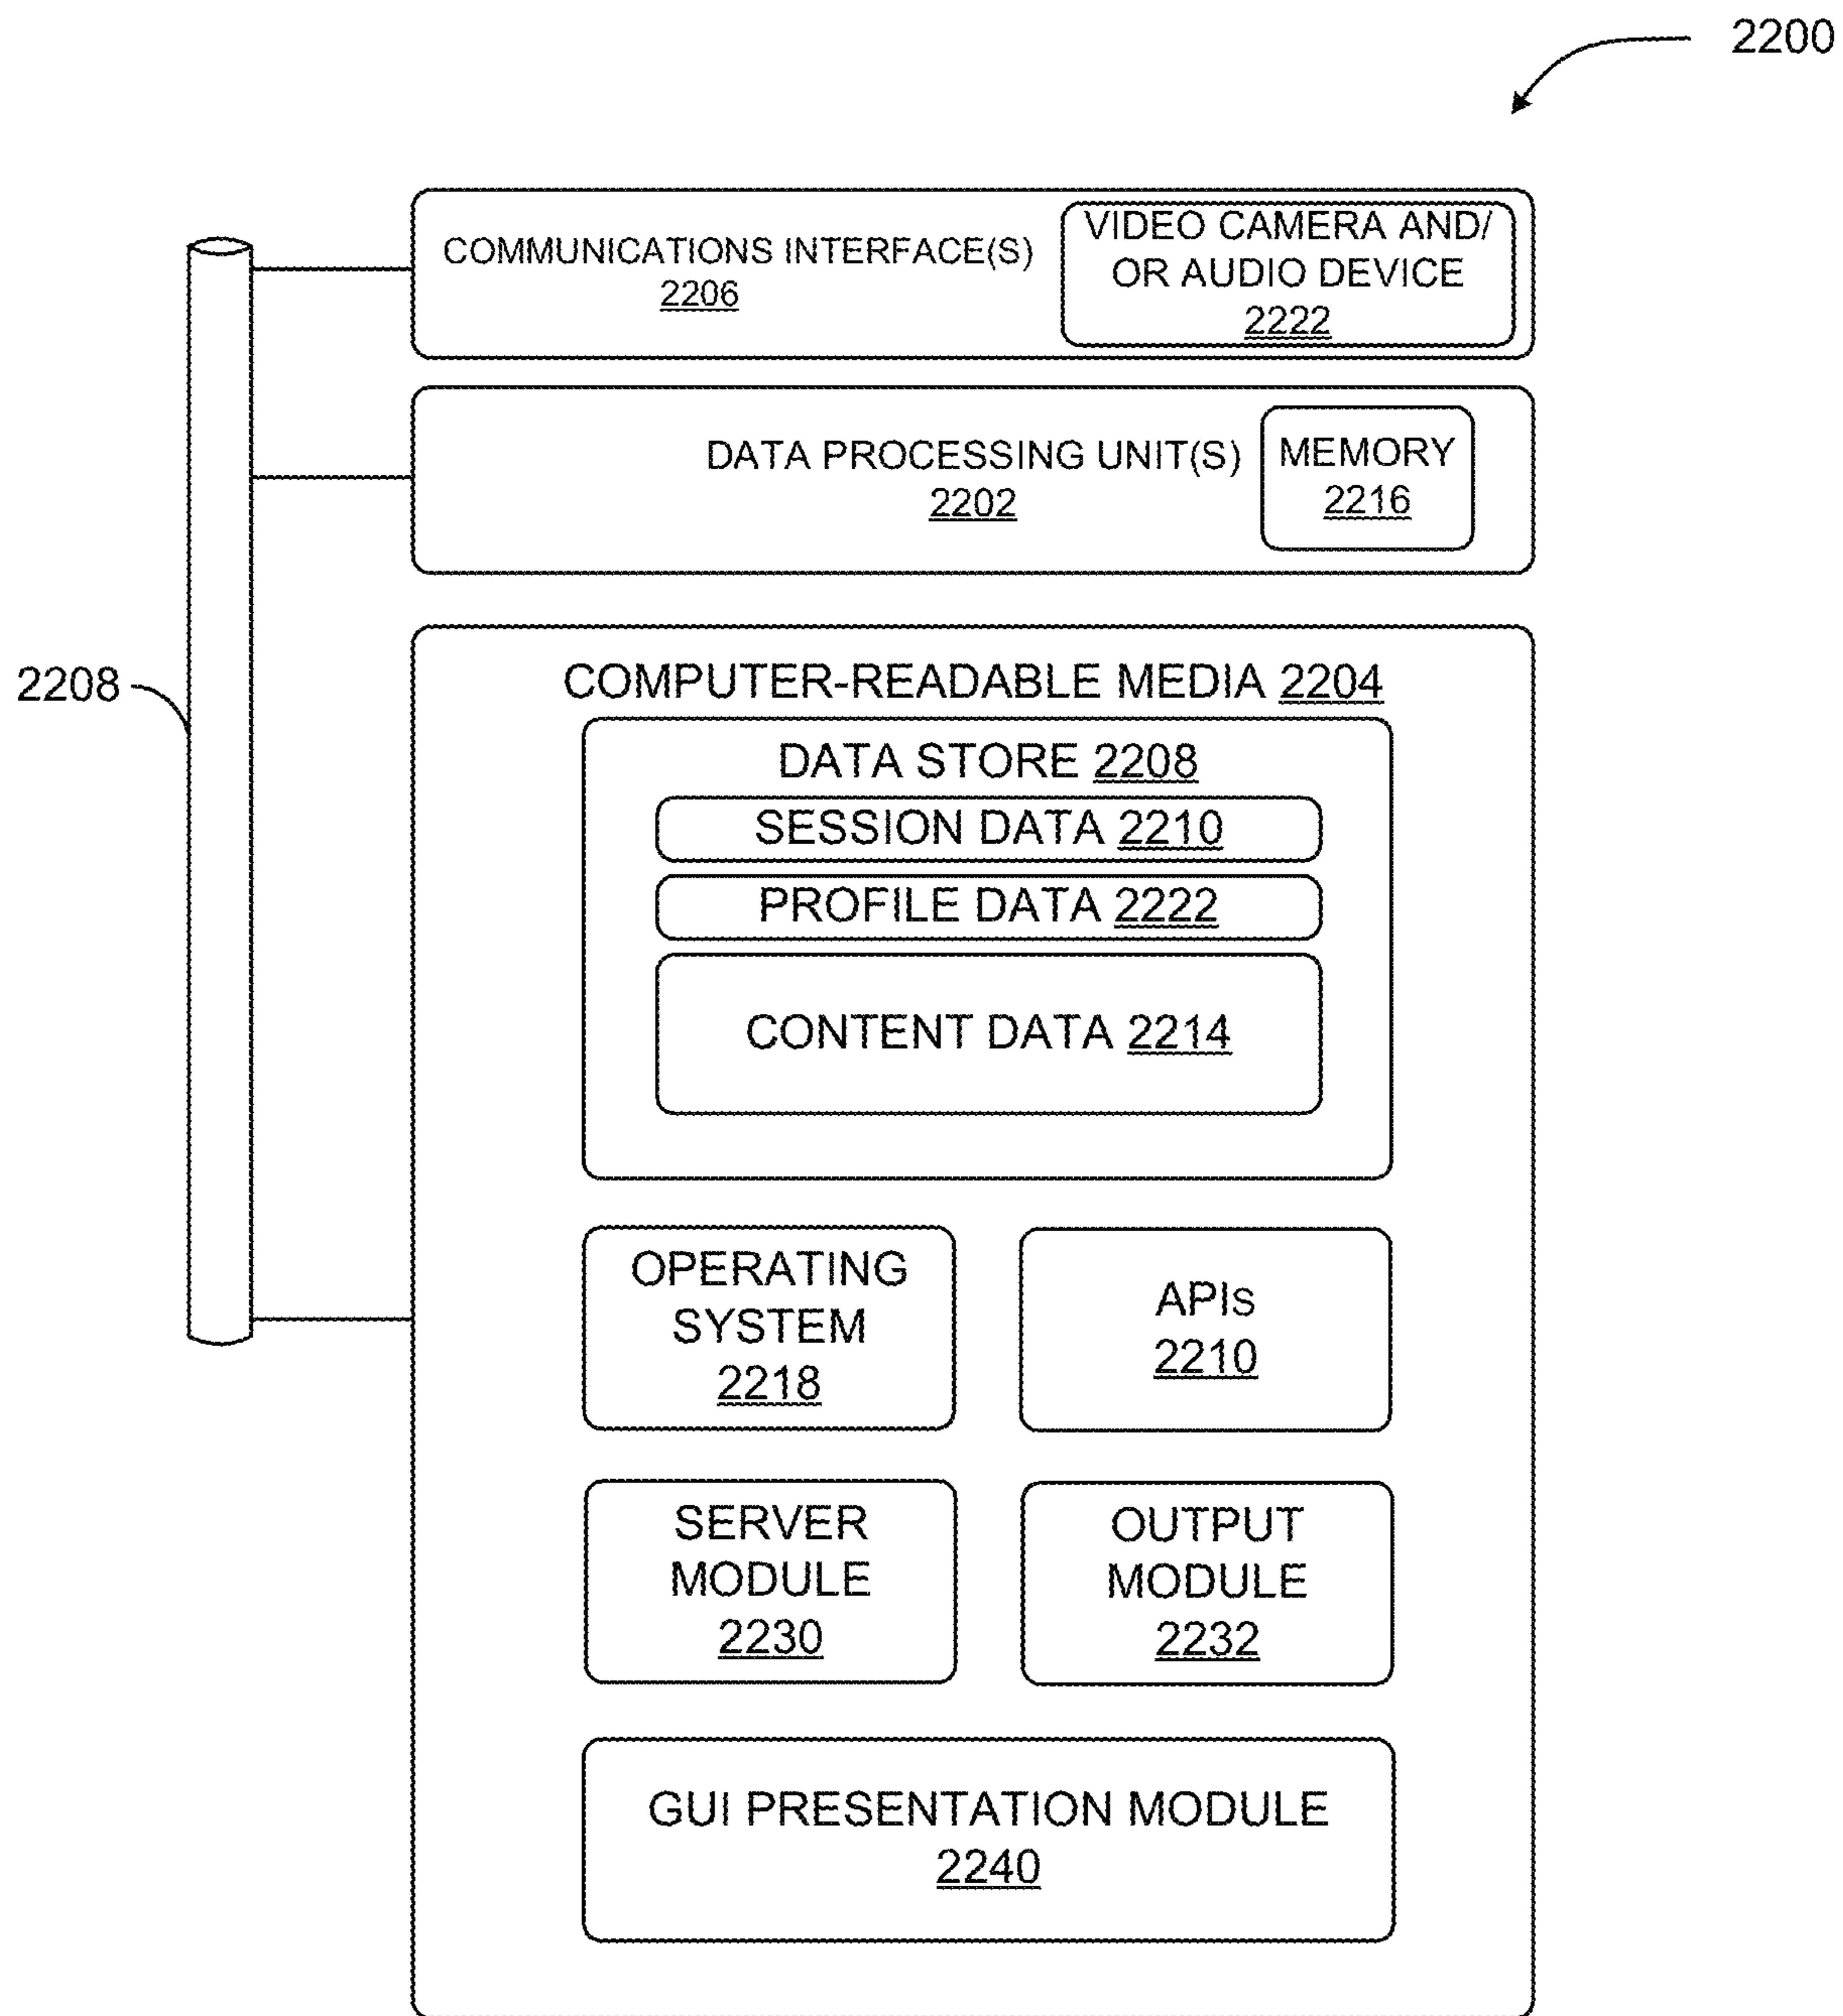 2200
COMMUNICATIONS INTERFACE(S)
2206
VIDEO CAMERA AND/
OR AUDIO DEVICE
2222
DATA PROCESSING UNIT(S)
2202
MEMORY
2216
2208
COMPUTER-READABLE MEDIA 2204
DATA STORE 2208
SESSION DATA 2210
PROFILE DATA 2222
CONTENT DATA 2214
OPERATING
SYSTEM
2218
APIs
2210
SERVER
MODULE
2230
OUTPUT
MODULE
2232
GUI PRESENTATION MODULE
2240